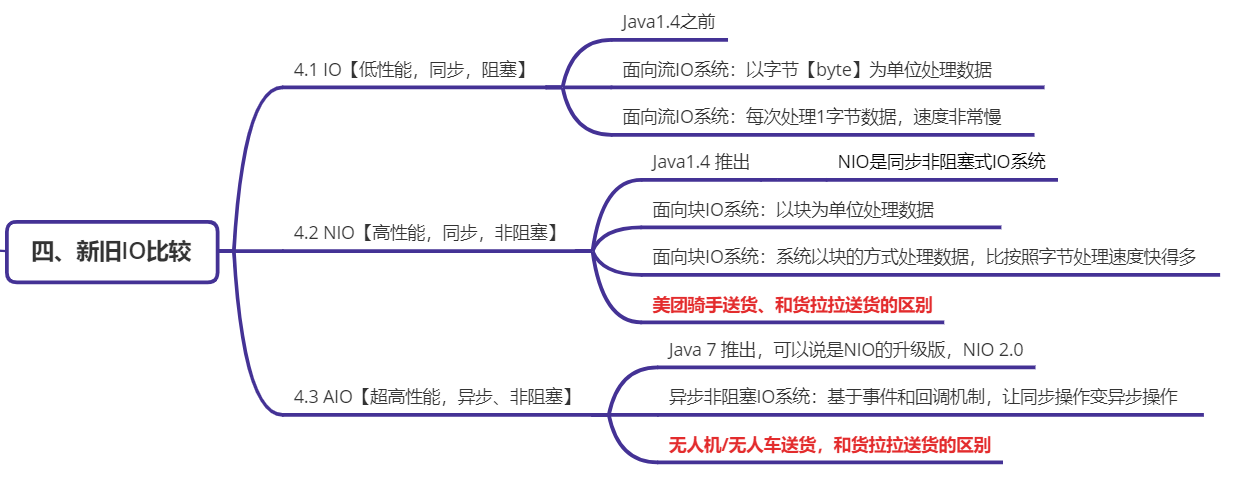 四、新旧IO比较
4.1 IO【低性能，同步，阻塞】
Java1.4之前
面向流IO系统：以字节【byte】为单位处理数据
面向流IO系统：每次处理1字节数据，速度非常慢
4.2 NIO【高性能，同步，非阻塞】
Java1.4 推出
NIO是同步非阻塞式IO系统
面向块IO系统：以块为单位处理数据
面向块IO系统：系统以块的方式处理数据，比按照字节处理速度快得多
美团骑手送货、和货拉拉送货的区别
4.3 AIO【超高性能，异步、非阻塞】
Java 7 推出，可以说是NIO的升级版，NIO 2.0
异步非阻塞IO系统：基于事件和回调机制，让同步操作变异步操作
无人机/无人车送货，和货拉拉送货的区别